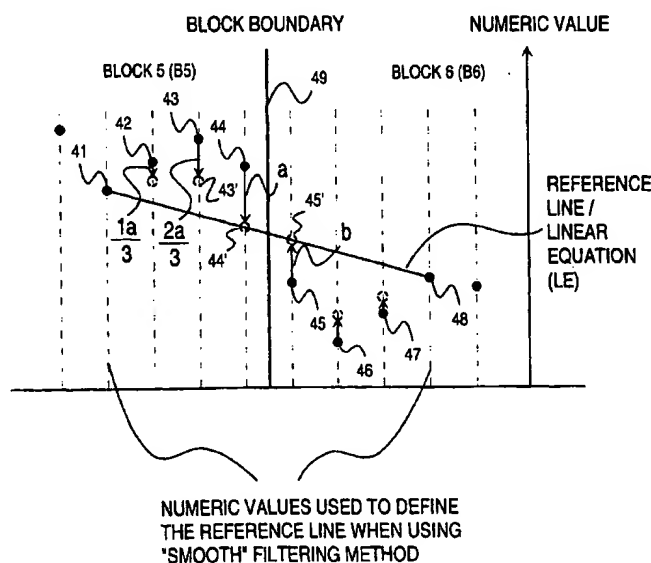 BLOCK BOUNDARY
NUMERIC VALUE
BLOCK 5 (B5)
49
BLOCK 6 (B6)
43
42
44
41
a
45'
43'
b
1a
3
2a
3
44'
REFERENCE
LINE /
LINEAR
EQUATION
(LE)
45
46
47
48
NUMERIC VALUES USED TO DEFINE
THE REFERENCE LINE WHEN USING
"SMOOTH" FILTERING METHOD